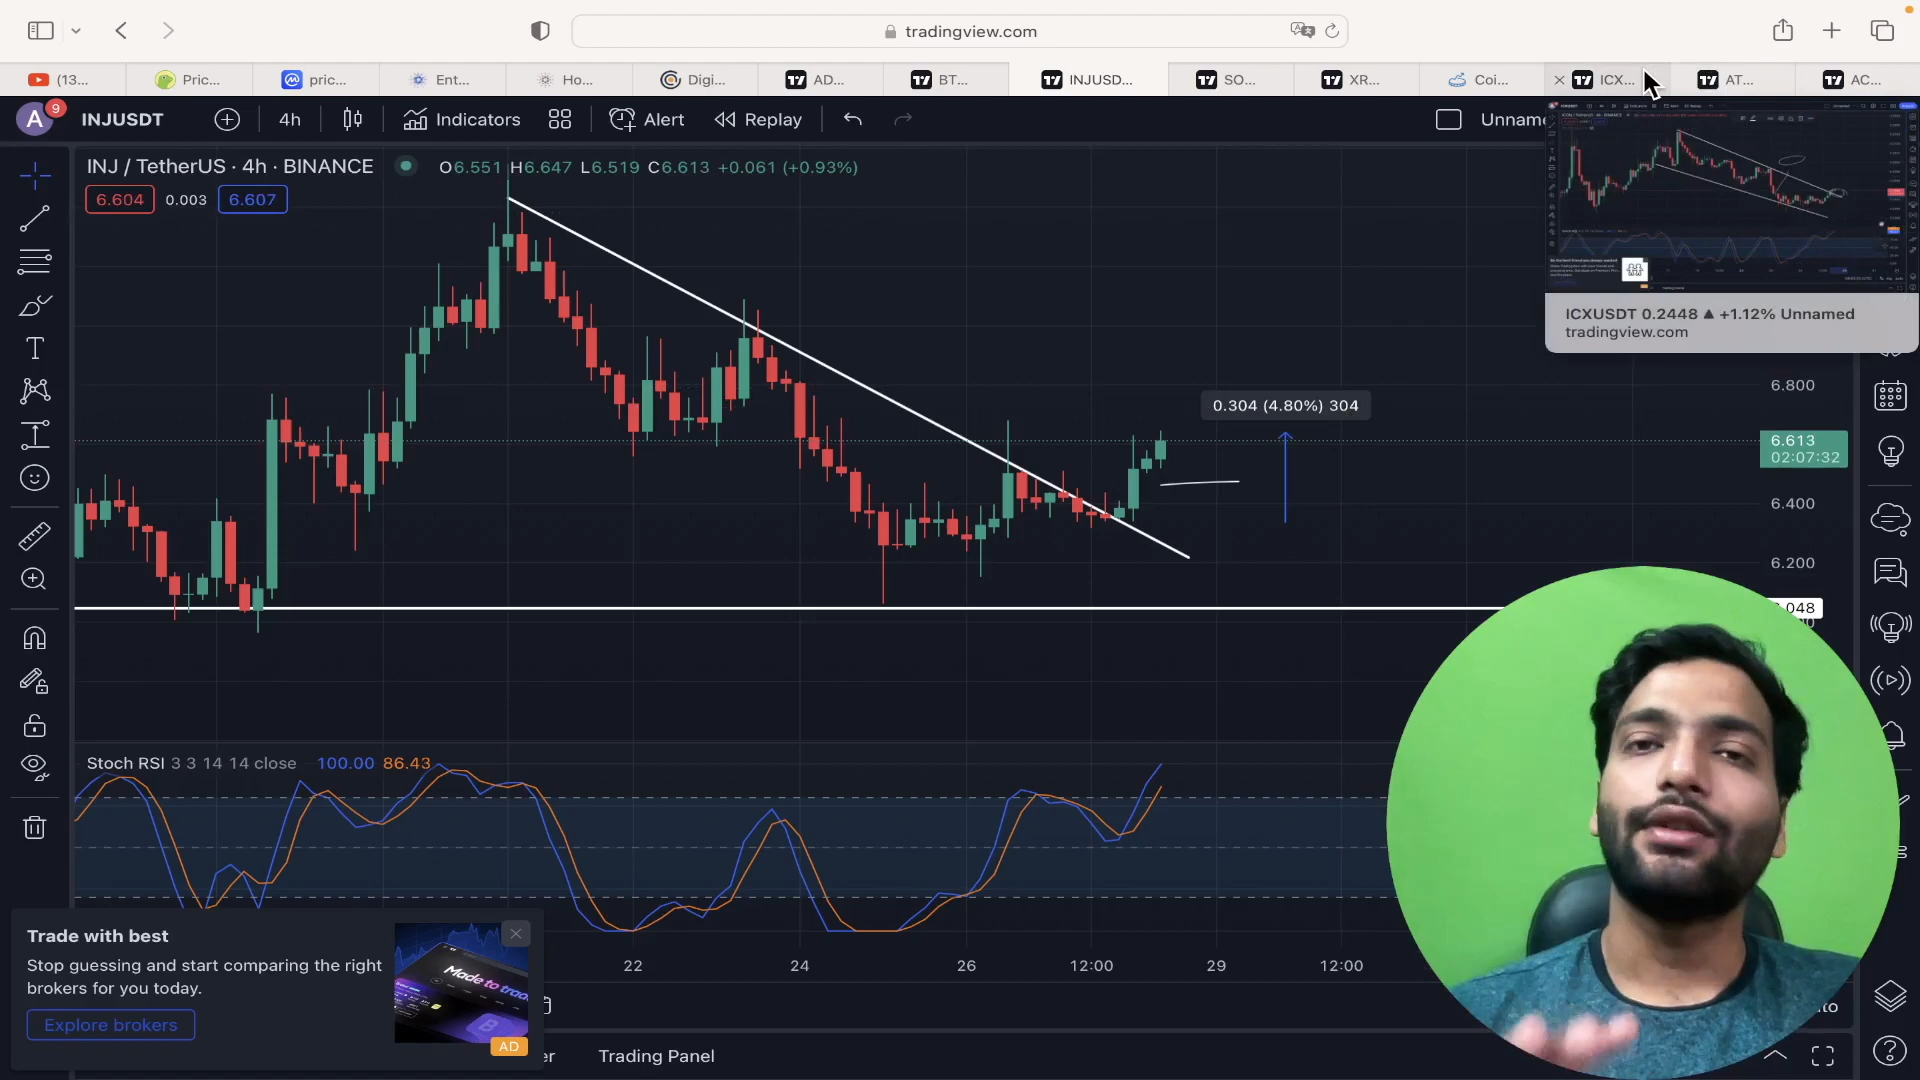 tradingview.com
(13...
Pric...
pric...
Ent...
Ho...
Digi...
AD...
BT...
INJUSD...
SO...
XR...
Coi...
ICX...
AT...
AC...
A
9
INJUSDT
4h
Indicators
Alert
Replay
Unname
INJ / TetherUS · 4h · BINANCE
O6.551 H6.647 L6.519 C6.613 +0.061 (+0.93%)
6.604
0.003
6.607
ICXUSDT 0.2448 ▲ +1.12% Unnamed
tradingview.com
6.800
0.304 (4.80%) 304
6.613
02:07:32
6.400
6.200
.048
Stoch RSI 3 3 14 14 close 100.00 86.43
Trade with best
Stop guessing and start comparing the right
brokers for you today.
Explore brokers
Made to trad
AD
22
24
26
12:00
29
12:00
er
Trading Panel